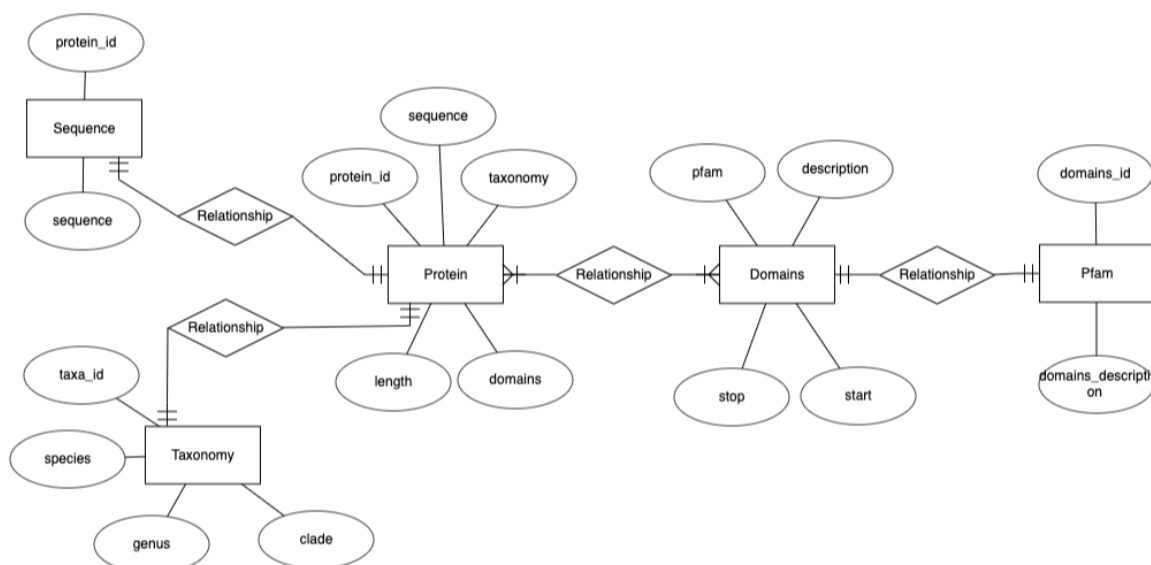 protein_id
Sequence
sequence
Relationship
sequence
protein_id
taxonomy
Protein
length
domains
Relationship
pfam
description
Domains
stop
start
Relationship
domains_id
Pfam
domains_descripti
on
Relationship
taxa_id
species
Taxonomy
genus
clade